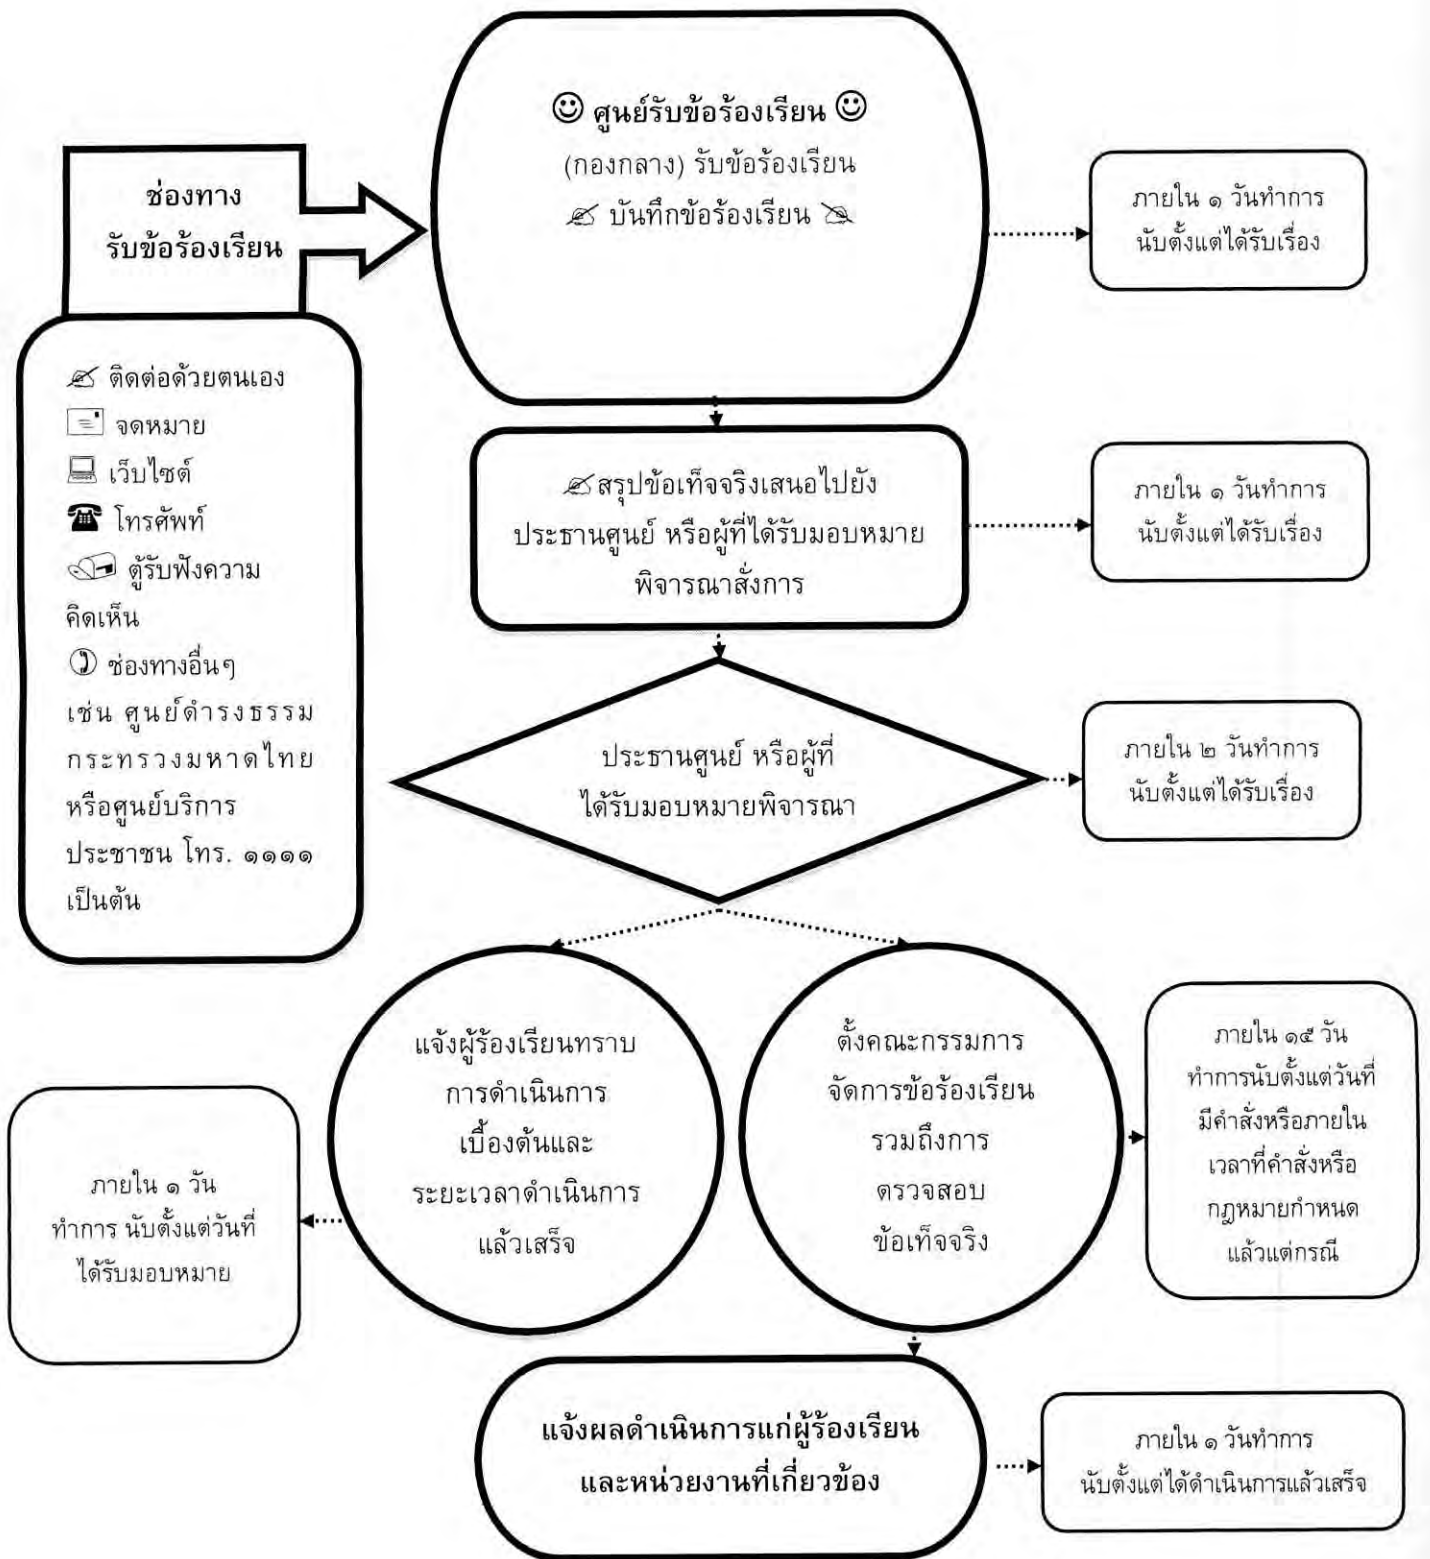 ☺ ศูนย์รับข้อร้องเรียน ☺
(กองกลาง) รับข้อร้องเรียน
บันทึกข้อร้องเรียน
ช่องทาง
รับข้อร้องเรียน
ภายใน ๑ วันทำการ
นับตั้งแต่ได้รับเรื่อง
ติดต่อด้วยตนเอง
จดหมาย
เว็บไซต์
โทรศัพท์
ตู้รับฟังความ
คิดเห็น
ช่องทางอื่นๆ
เช่น ศูนย์ดำรงธรรม
กระทรวงมหาดไทย
หรือศูนย์บริการ
ประชาชน โทร. ๑๑๑๑
เป็นต้น
สรุปข้อเท็จจริงเสนอไปยัง
ประธานศูนย์ หรือผู้ที่ได้รับมอบหมาย
พิจารณาสั่งการ
ภายใน ๑ วันทำการ
นับตั้งแต่ได้รับเรื่อง
ประธานศูนย์ หรือผู้ที่
ได้รับมอบหมายพิจารณา
ภายใน ๒ วันทำการ
นับตั้งแต่ได้รับเรื่อง
แจ้งผู้ร้องเรียนทราบ
การดำเนินการ
เบื้องต้นและ
ระยะเวลาดำเนินการ
แล้วเสร็จ
ภายใน ๑ วัน
ทำการ นับตั้งแต่วันที่
ได้รับมอบหมาย
ตั้งคณะกรรมการ
จัดการข้อร้องเรียน
รวมถึงการ
ตรวจสอบ
ข้อเท็จจริง
ภายใน ๑๕ วัน
ทำการนับตั้งแต่วันที่
มีคำสั่งหรือภายใน
เวลาที่คำสั่งหรือ
กฎหมายกำหนด
แล้วแต่กรณี
แจ้งผลดำเนินการแก่ผู้ร้องเรียน
และหน่วยงานที่เกี่ยวข้อง
ภายใน ๑ วันทำการ
นับตั้งแต่ได้ดำเนินการแล้วเสร็จ